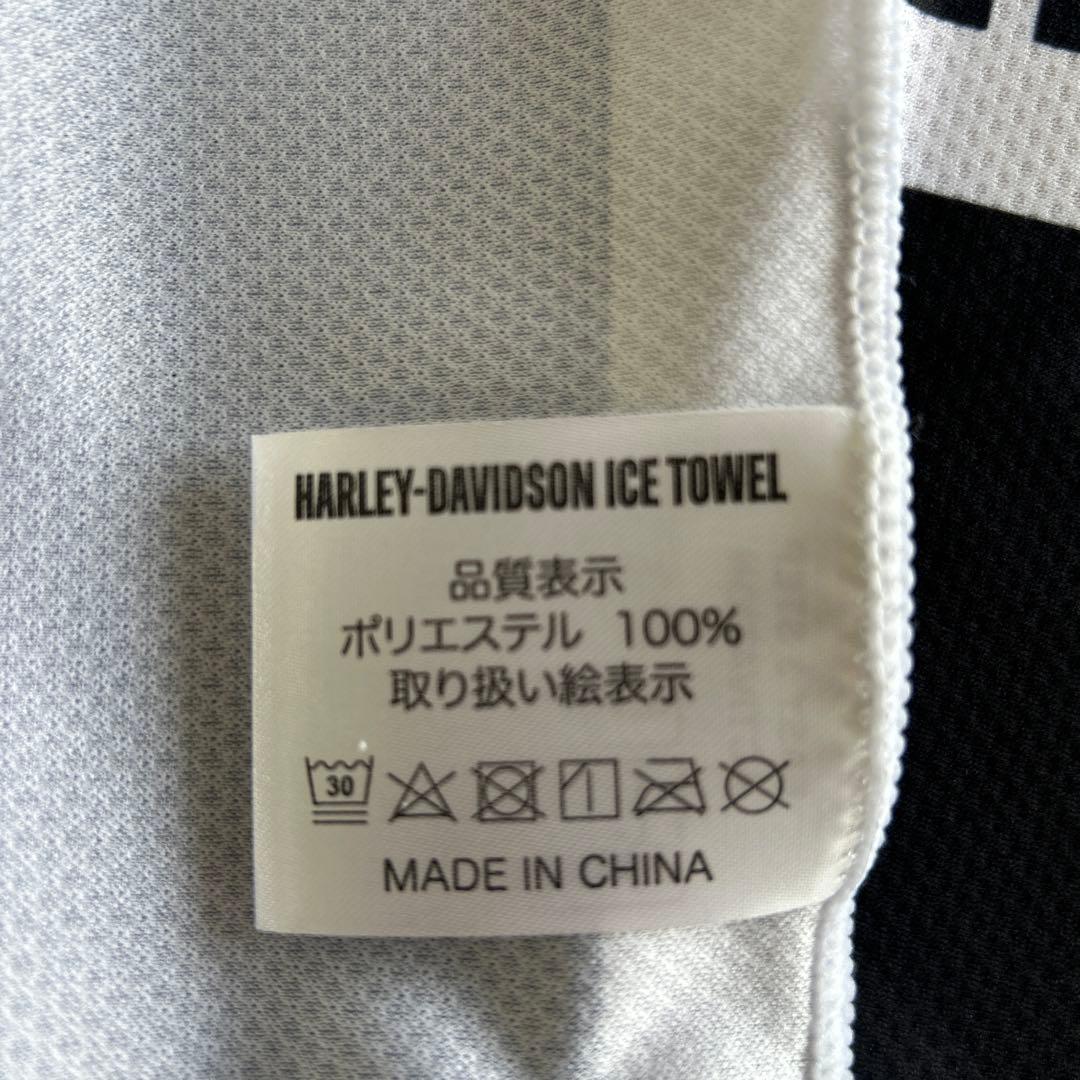 HARLEY-DAVIDSON ICE TOWEL
品質表示
ポリエステル 100%
取り扱い絵表示
30
MADE IN CHINA